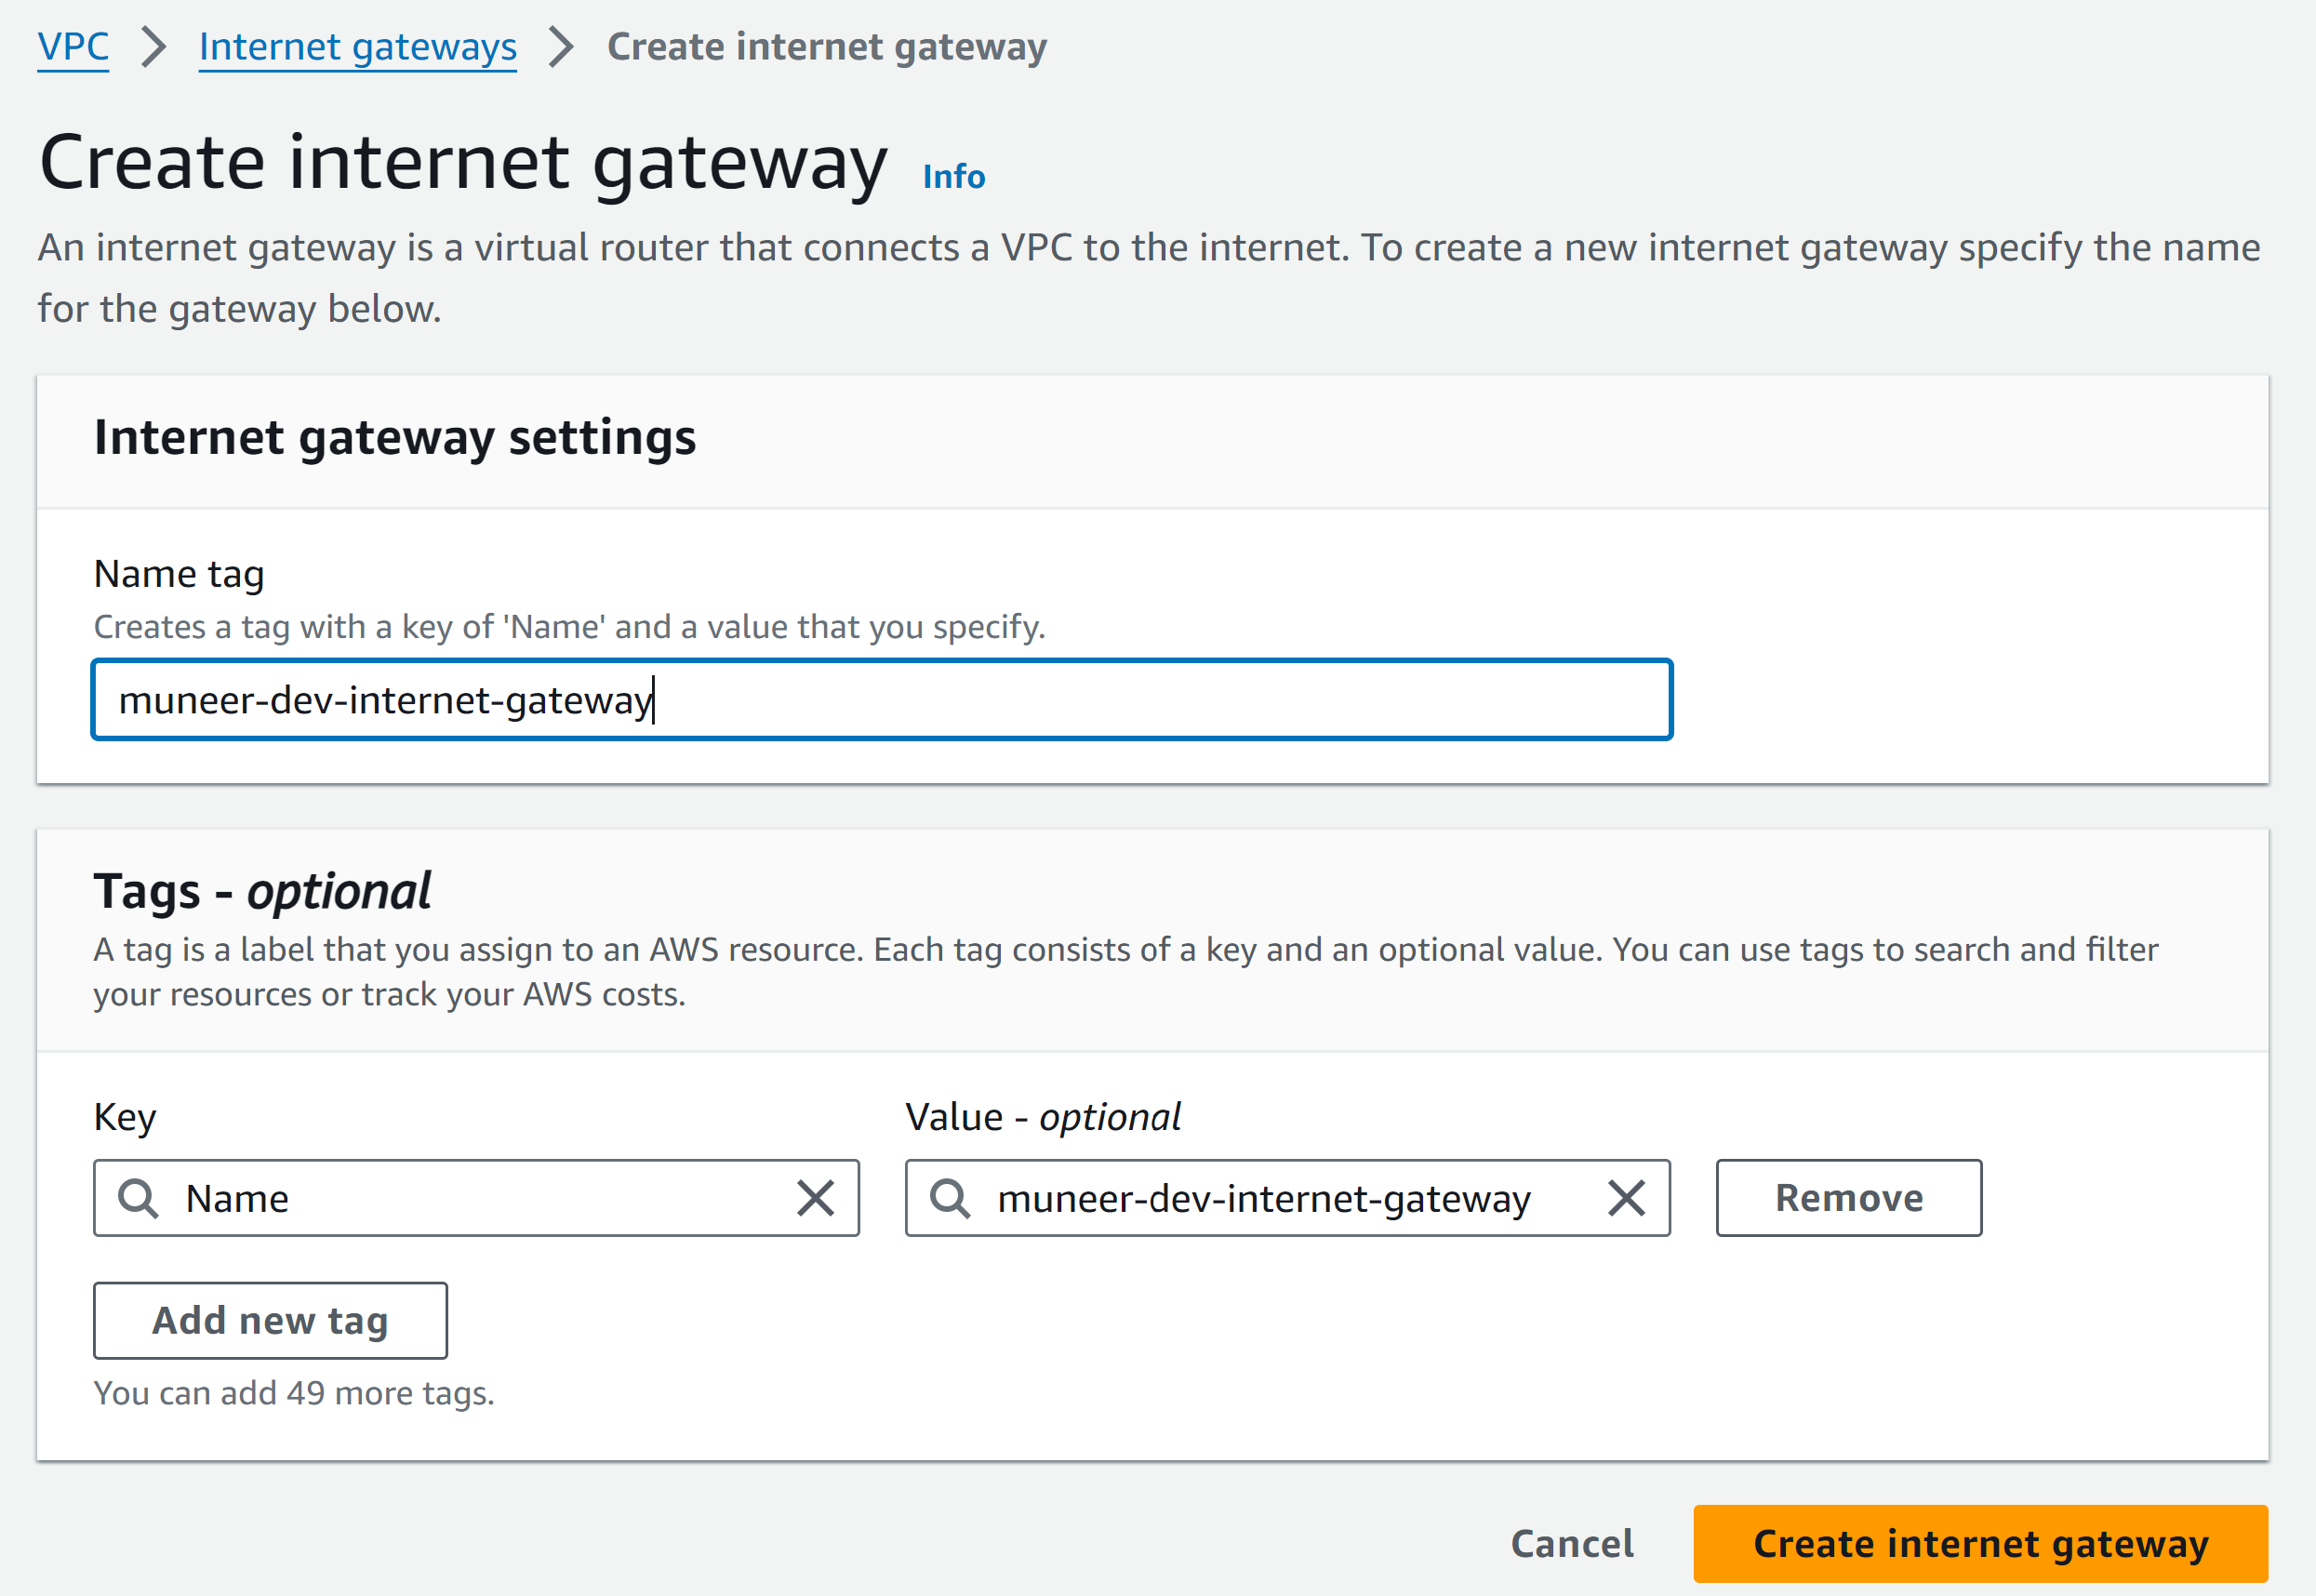 VPC > Internet gateways > Create internet gateway
Create internet gateway Info
An internet gateway is a virtual router that connects a VPC to the internet. To create a new internet gateway specify the name
for the gateway below.
Internet gateway settings
Name tag
Creates a tag with a key of 'Name' and a value that you specify.
muneer-dev-internet-gateway
Tags - optional
A tag is a label that you assign to an AWS resource. Each tag consists of a key and an optional value. You can use tags to search and filter
your resources or track your AWS costs.
Key Value - optional
Name muneer-dev-internet-gateway Remove
Add new tag
You can add 49 more tags.
Cancel Create internet gateway